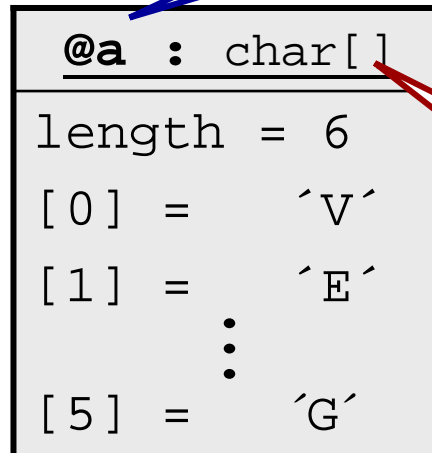 @a : char[]
length = 6
[0] = ´V´
[1] = ´E´
⋮
[5] = ´G´